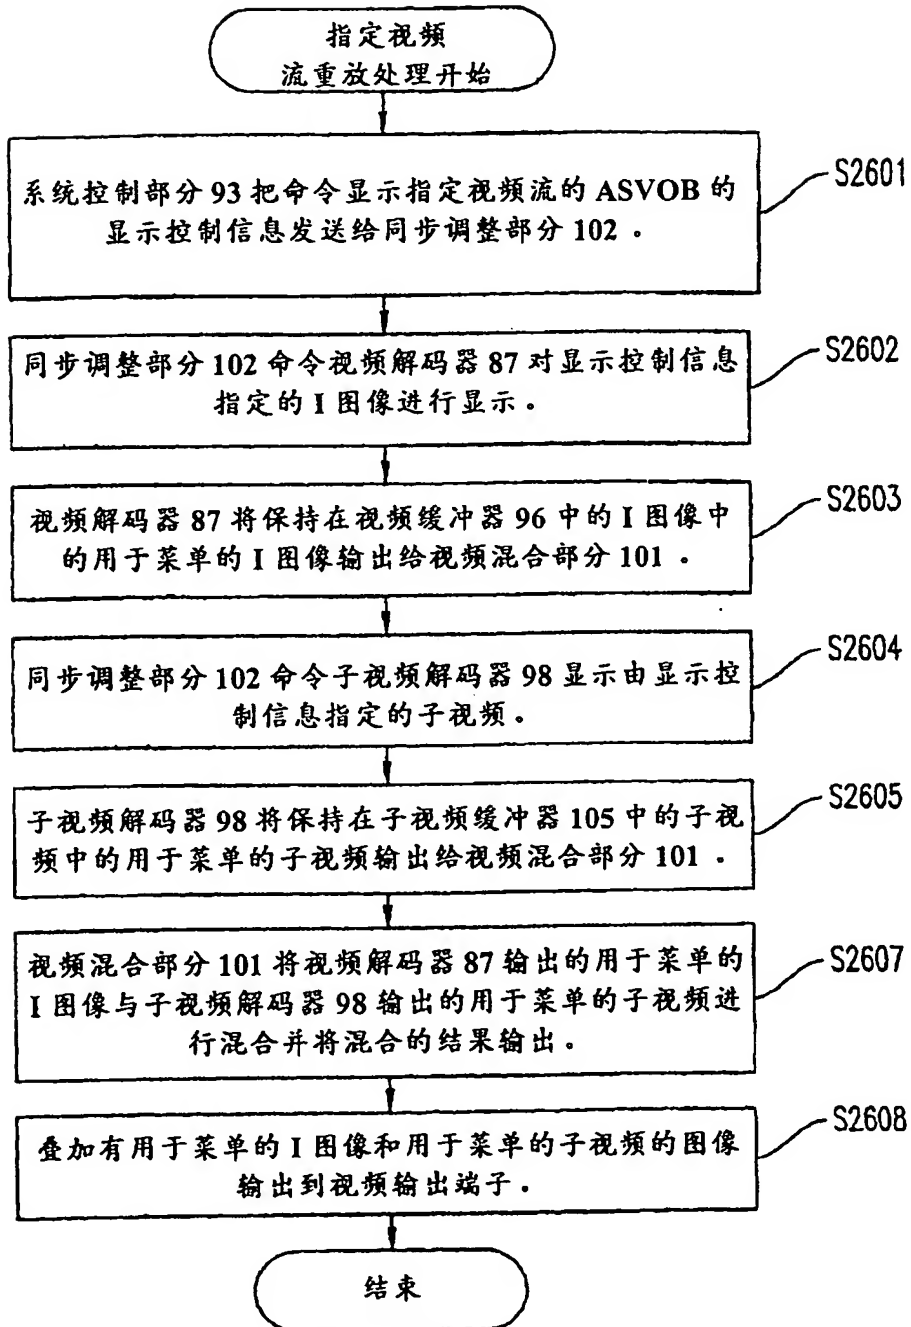 指定视频
流重放处理开始
系统控制部分 93 把命令显示指定视频流的 ASVOB 的
显示控制信息发送给同步调整部分 102 。
S2601
同步调整部分 102 命令视频解码器 87 对显示控制信息
指定的 I 图像进行显示。
S2602
视频解码器 87 将保持在视频缓冲器 96 中的 I 图像中
的用于菜单的 I 图像输出给视频混合部分 101 。
S2603
同步调整部分 102 命令子视频解码器 98 显示由显示控
制信息指定的子视频。
S2604
子视频解码器 98 将保持在子视频缓冲器 105 中的子视
频中的用于菜单的子视频输出给视频混合部分 101 。
S2605
视频混合部分 101 将视频解码器 87 输出的用于菜单的
I 图像与子视频解码器 98 输出的用于菜单的子视频进
行混合并将混合的结果输出。
S2607
叠加有用于菜单的 I 图像和用于菜单的子视频的图像
输出到视频输出端子。
S2608
结束